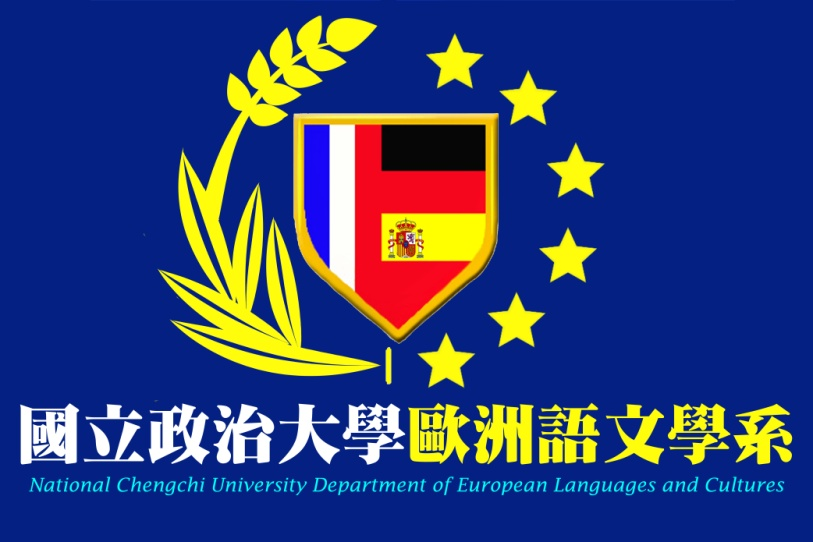 國立政治大學歐洲語文學系
National Chengchi University Department of European Languages and Cultures